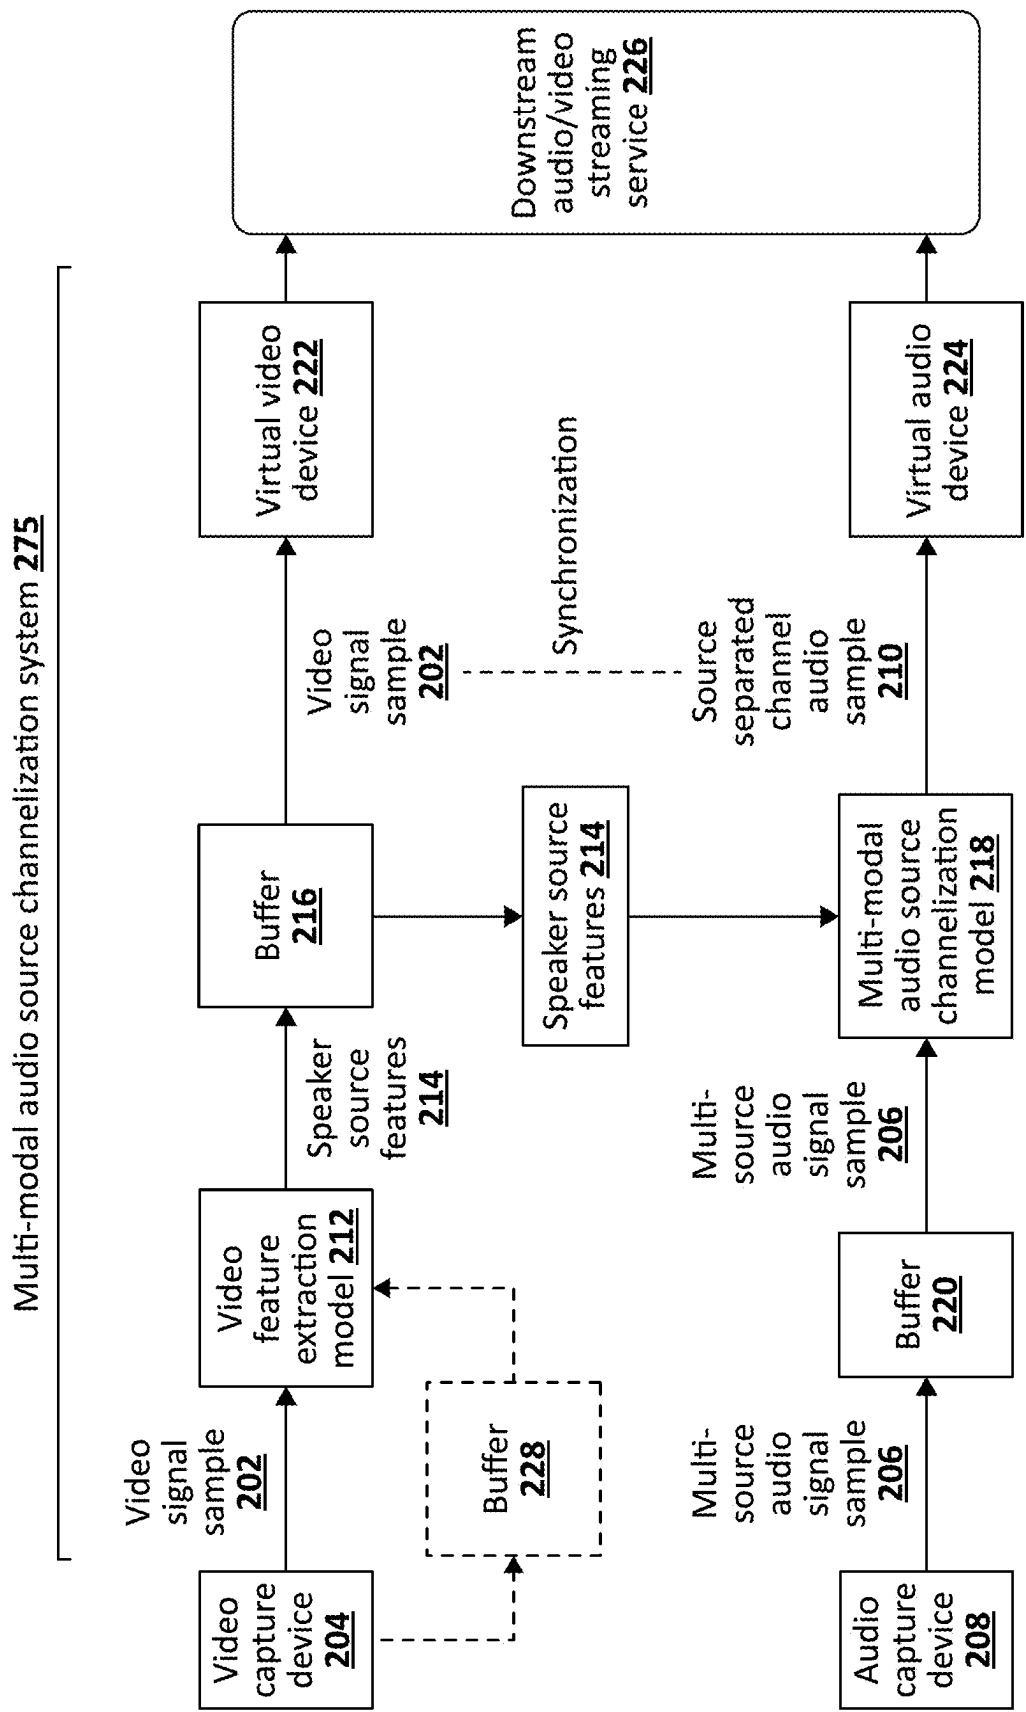 Multi-modal audio source channelization system 275
Video
capture
device
204
Video
signal
sample
202
Video
feature
extraction
model 212
Speaker
source
features
214
Buffer
216
Video
signal
sample
202
Virtual video
device 222
Buffer
228
Speaker source
features 214
Synchronization
Downstream
audio/video
streaming
service 226
Audio
capture
device
208
Multi-
source
audio
signal
sample
206
Buffer
220
Multi-
source
audio
signal
sample
206
Multi-modal
audio source
channelization
model 218
Source
separated
channel
audio
sample
210
Virtual audio
device 224